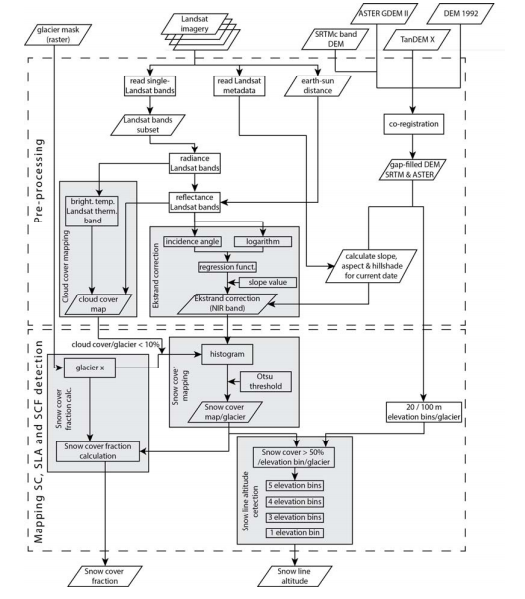 ASTER GDEM II
DEM 1992
glacier mask
(raster)
Landsat
imagery
SRTMc band
DEM
TanDEM X
Pre-processing
read single-
Landsat bands
read Landsat
metadata
earth-sun
distance
co-registration
Landsat bands
subset
radiance
Landsat bands
gap-filled DEM
SRTM & ASTER
Cloud cover mapping
bright. temp.
Landsat therm.
band
reflectance
Landsat bands
Ekstrand correction
incidence angle
logarithm
regression funct.
slope value
calculate slope,
aspect & hillshade
for current date
cloud cover
map
Ekstrand correction
(NIR band)
Mapping SC, SLA and SCF detection
cloud cover/glacier < 10%
Snow cover
fraction calc.
glacier x
Snow cover
mapping
histogram
Otsu
threshold
Snow cover
map/glacier
20 / 100 m
elevation bins/glacier
Snow cover fraction
calculation
Snow line altitude
detection
Snow cover > 50%
/elevation bin/glacier
5 elevation bins
4 elevation bins
3 elevation bins
1 elevation bin
Snow cover
fraction
Snow line
altitude